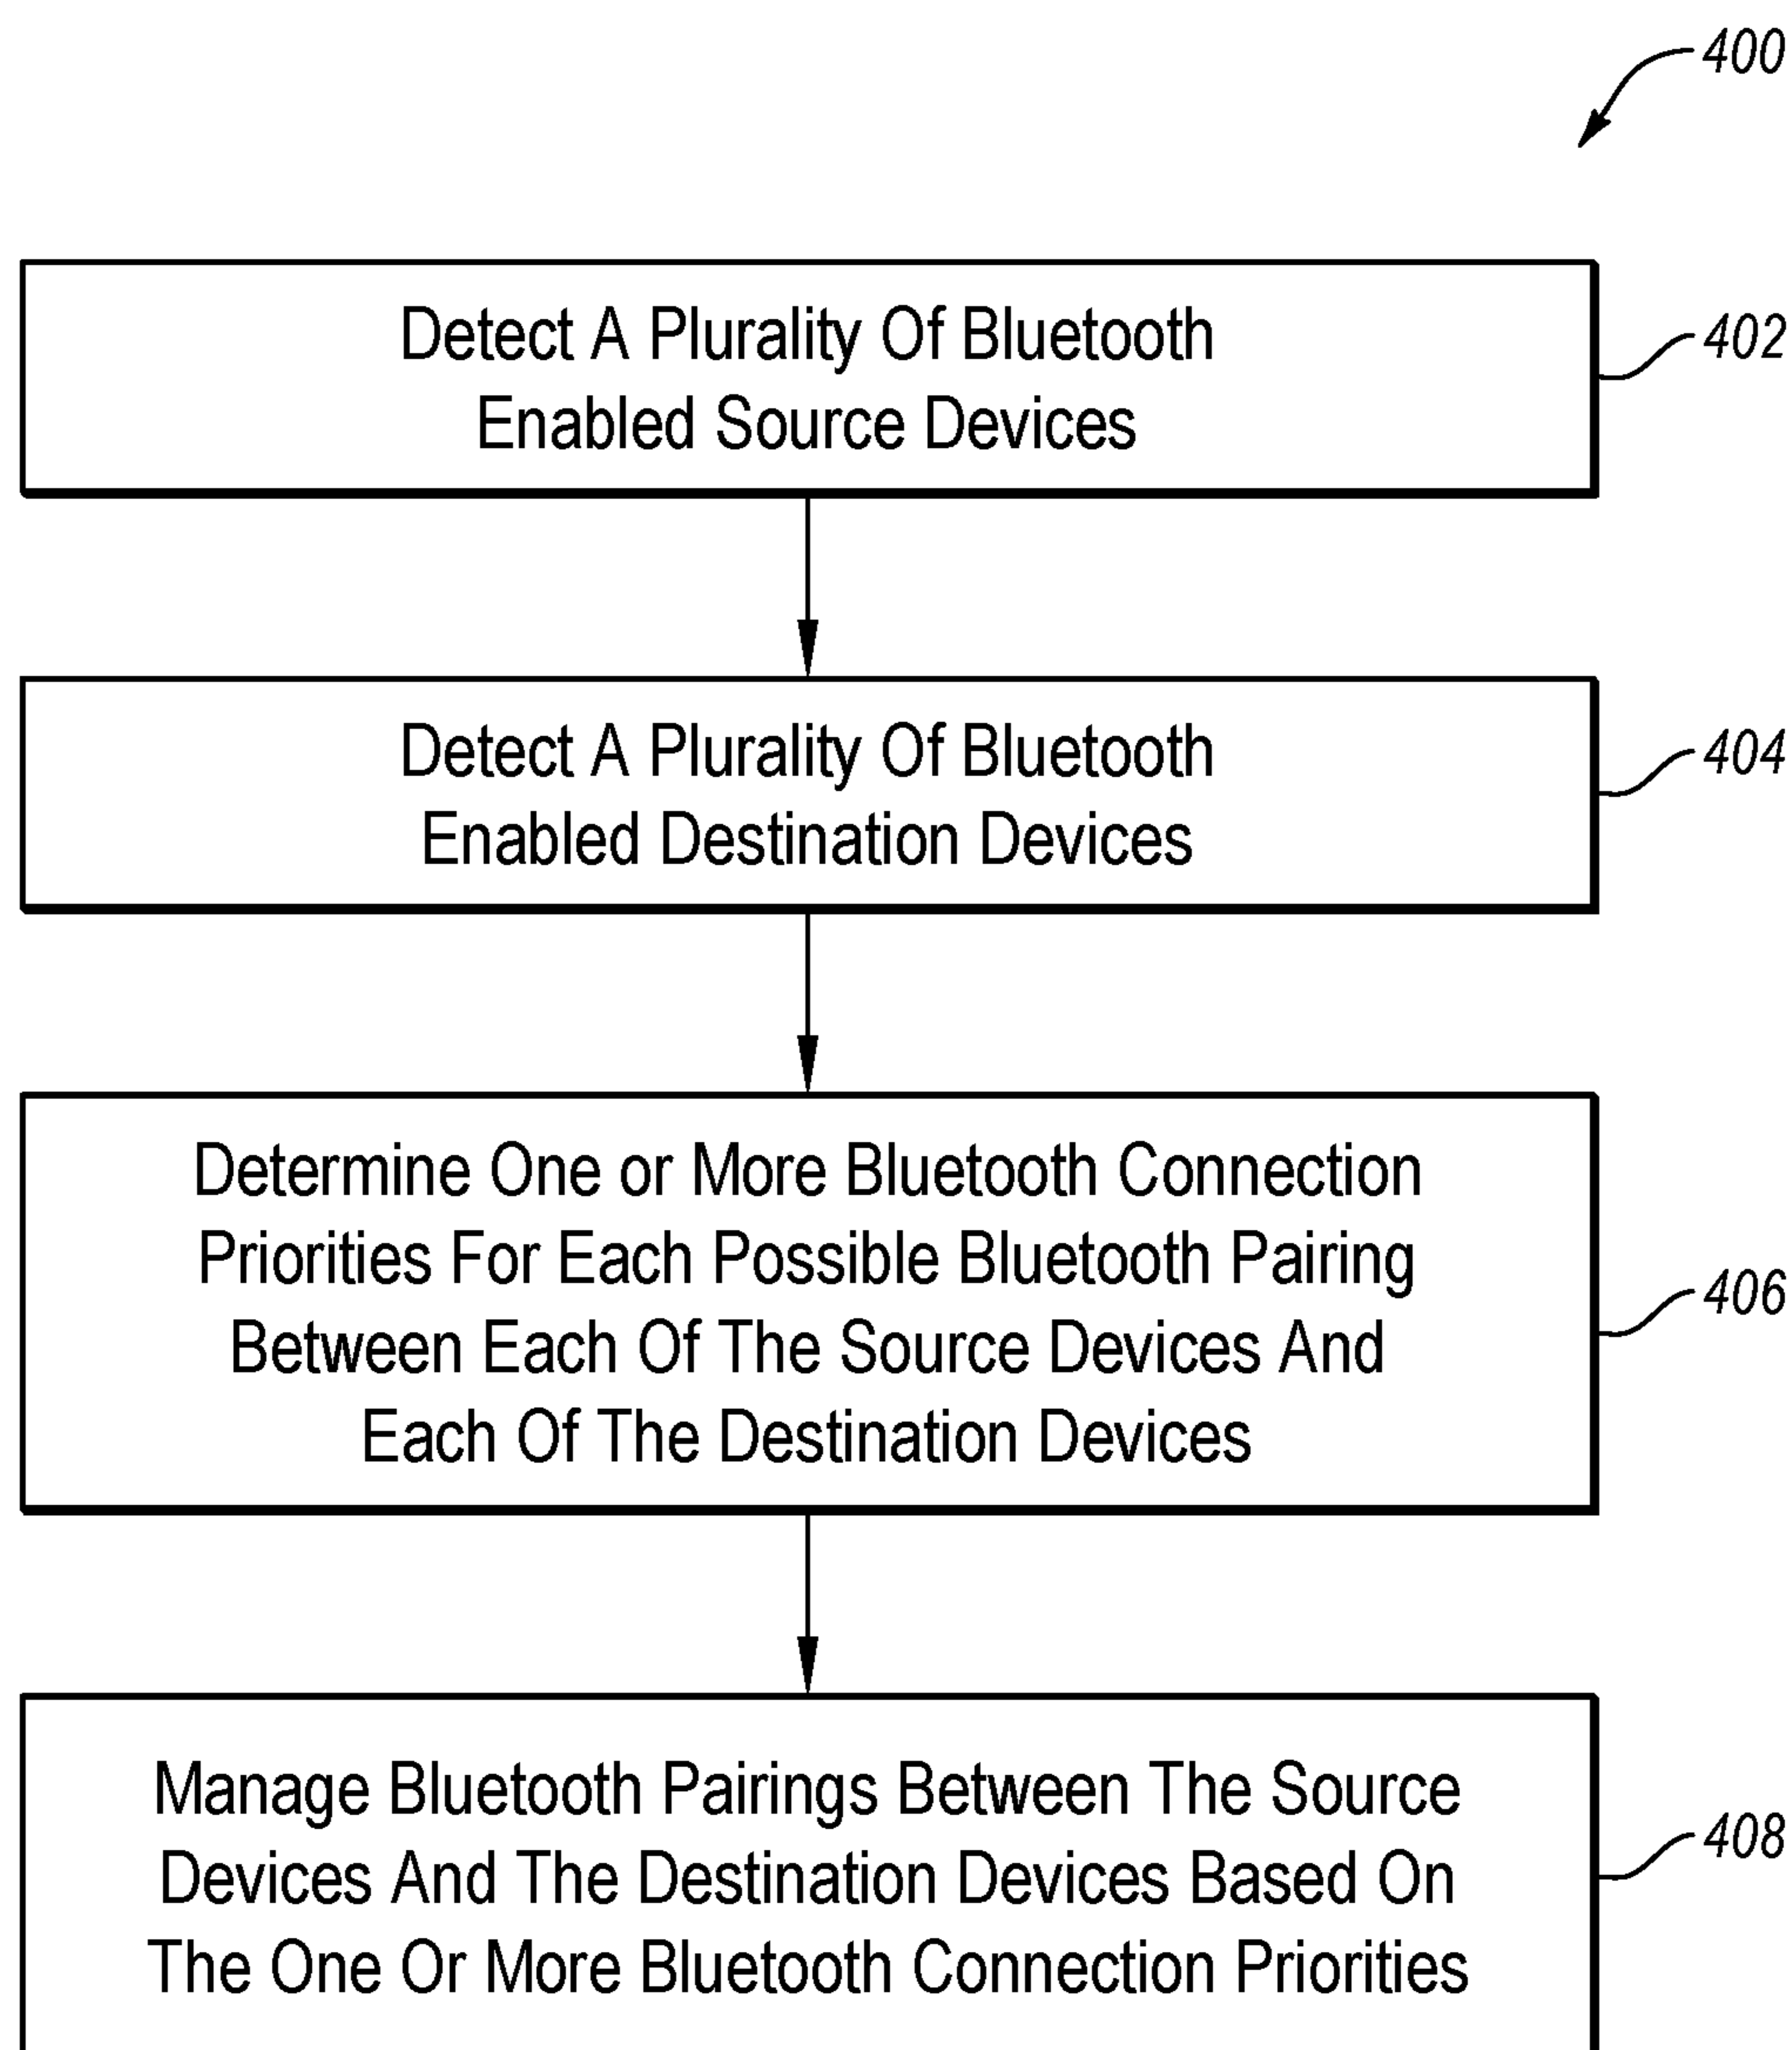 400
Detect A Plurality Of Bluetooth
Enabled Source Devices
402
Detect A Plurality Of Bluetooth
Enabled Destination Devices
404
Determine One or More Bluetooth Connection
Priorities For Each Possible Bluetooth Pairing
Between Each Of The Source Devices And
Each Of The Destination Devices
406
Manage Bluetooth Pairings Between The Source
Devices And The Destination Devices Based On
The One Or More Bluetooth Connection Priorities
408